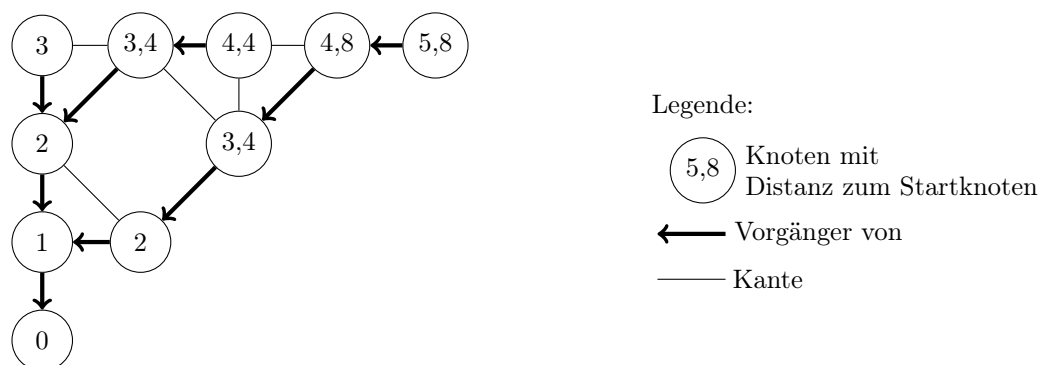 3 3,4 4,4 4,8 5,8
Legende:
2 3,4
5,8 Knoten mit
Distanz zum Startknoten
1 2
Vorgänger von
Kante
0